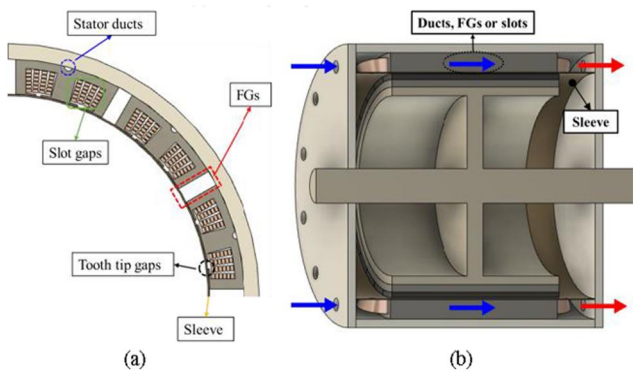 Stator ducts
FGs
Slot gaps
Tooth tip gaps
Sleeve
(a)
Ducts, FGs or slots
Sleeve
(b)